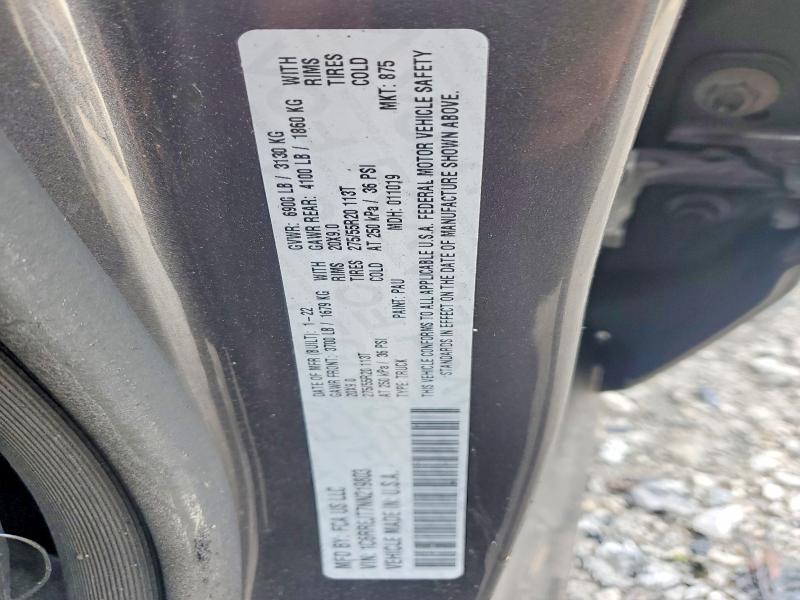 MFD BY: FCA US LLC
DATE OF MFR (BUILT): 1-22
GVWR: 6900 LB / 3130 KG
GAWR FRONT: 3700 LB / 1679 KG WITH
20X9.0 RIMS
275/55R20 113T TIRES
AT 250 kPa / 36 PSI COLD
GAWR REAR: 4100 LB / 1860 KG WITH
20X9.0 RIMS
275/55R20 113T TIRES
AT 250 kPa / 36 PSI COLD
VIN: 1C6RREJT7NN219803
TYPE: TRUCK PAINT: PAU MDH: 011019 MKT: 875
VEHICLE MADE IN: U.S.A.
THIS VEHICLE CONFORMS TO ALL APPLICABLE U.S.A. FEDERAL MOTOR VEHICLE SAFETY
STANDARDS IN EFFECT ON THE DATE OF MANUFACTURE SHOWN ABOVE.